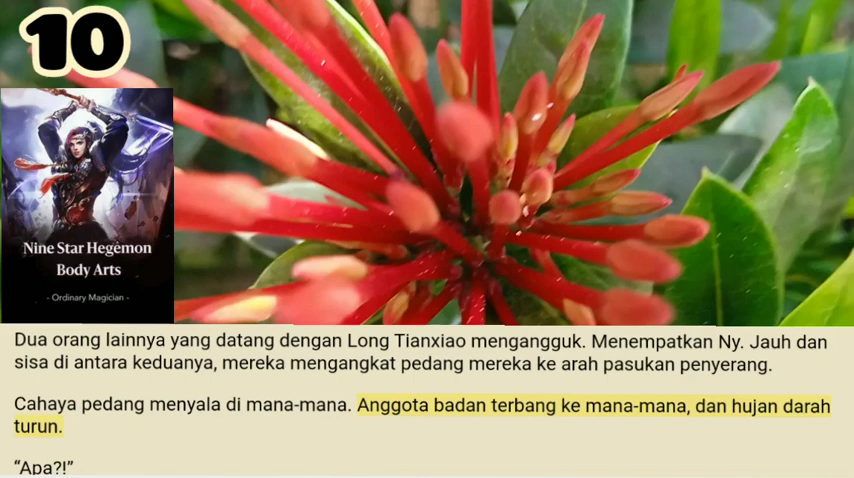 10
Nine Star Hegemon
Body Arts
- Ordinary Magician -
Dua orang lainnya yang datang dengan Long Tianxiao mengangguk. Menempatkan Ny. Jauh dan
sisa di antara keduanya, mereka mengangkat pedang mereka ke arah pasukan penyerang.
Cahaya pedang menyala di mana-mana. Anggota badan terbang ke mana-mana, dan hujan darah
turun.
“Apa?!”